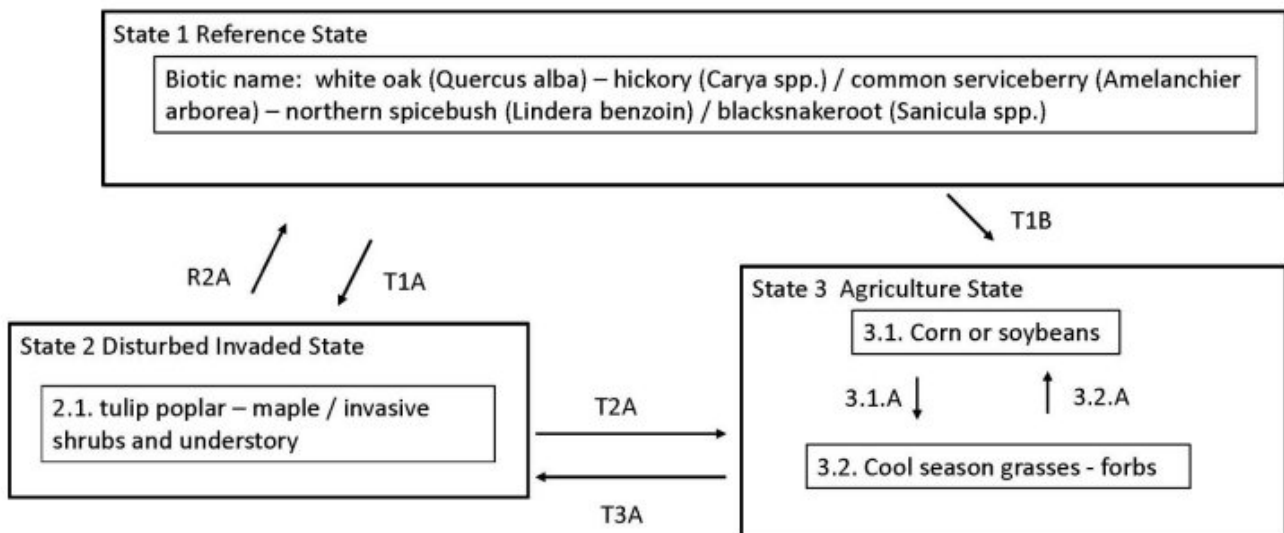 State 1 Reference State
Biotic name:  white oak (Quercus alba) – hickory (Carya spp.) / common serviceberry (Amelanchier
arborea) – northern spicebush (Lindera benzoin) / blacksnakeroot (Sanicula spp.)
R2A
T1A
T1B
State 2 Disturbed Invaded State
2.1. tulip poplar – maple / invasive
shrubs and understory
T2A
T3A
State 3  Agriculture State
3.1. Corn or soybeans
3.1.A
3.2.A
3.2. Cool season grasses - forbs